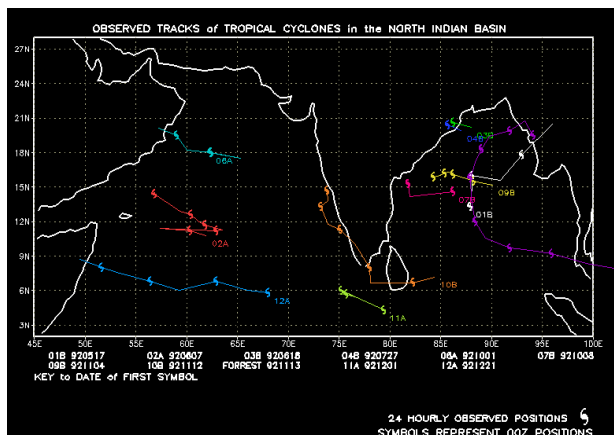 OBSERVED TRACKS of TROPICAL CYCLONES in the NORTH INDIAN BASIN
27N
24N
21N
18N
15N
12N
9N
6N
3N
06A
03B
04B
09B
07B
01B
02A
10B
12A
11A
45E 50E 55E 60E 65E 70E 75E 80E 85E 90E 95E 100E
01B 920517 02A 920607 03B 920618 04B 920727 06A 921001 07B 921008
09B 921104 10B 921112 FORREST 921113 11A 921201 12A 921221
KEY to DATE of FIRST SYMBOL
24 HOURLY OBSERVED POSITIONS
SYMBOLS REPRESENT 00Z POSITIONS